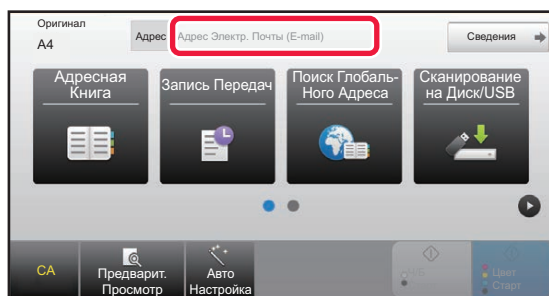 Оригинал
A4
Адрес
Адрес Электр. Почты (E-mail)
Сведения
Адресная
Книга
Запись Передач
Поиск Глобаль-
Ного Адреса
Сканирование
на Диск/USB
CA
Предварит.
Просмотр
Авто
Настройка
Ч/Б
Старт
Цвет
Старт